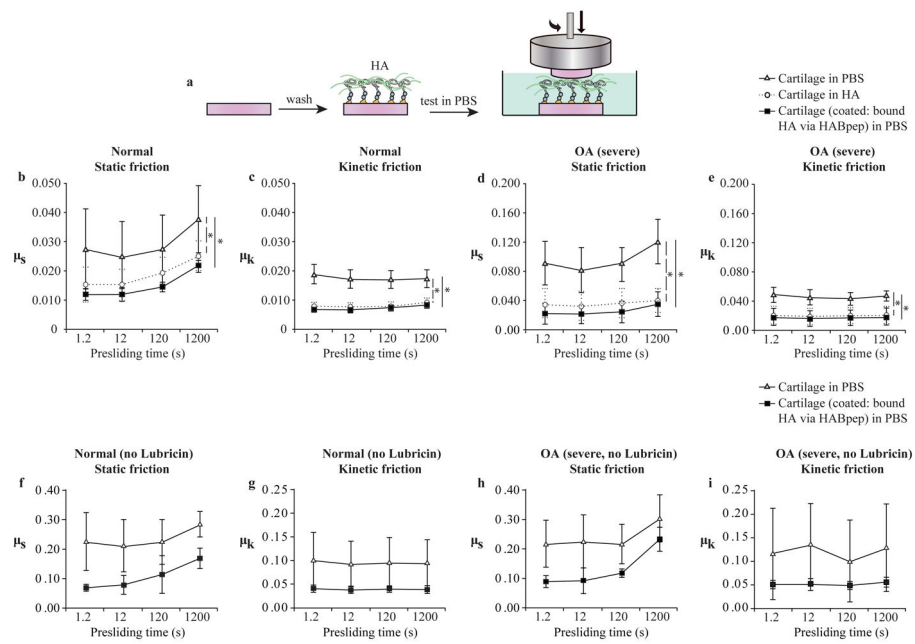 a
HA
wash
test in PBS
Cartilage in PBS
Cartilage in HA
Cartilage (coated: bound
HA via HABpep) in PBS
Normal
Static friction
b
0.050
0.040
0.030
0.020
0.010
0
μs
1.2 12 120 1200
Presliding time (s)
* *
Normal
Kinetic friction
c
0.050
0.040
0.030
0.020
0.010
0.000
μk
1.2 12 120 1200
Presliding time (s)
* *
OA (severe)
Static friction
d
0.200
0.160
0.120
0.080
0.040
0.00
μs
1.2 12 120 1200
Presliding time (s)
* * *
OA (severe)
Kinetic friction
e
0.200
0.160
0.120
0.080
0.040
0.000
μk
1.2 12 120 1200
Presliding time (s)
* *
Cartilage in PBS
Cartilage (coated: bound
HA via HABpep) in PBS
Normal (no Lubricin)
Static friction
f
0.40
0.30
0.20
0.10
0.00
μs
1.2 12 120 1200
Presliding time (s)
Normal (no Lubricin)
Kinetic friction
g
0.25
0.20
0.15
0.10
0.05
0.00
μk
1.2 12 120 1200
Presliding time (s)
OA (severe, no Lubricin)
Static friction
h
0.40
0.30
0.20
0.10
0.00
μs
1.2 12 120 1200
Presliding time (s)
OA (severe, no Lubricin)
Kinetic friction
i
0.25
0.20
0.15
0.10
0.05
0.00
μk
1.2 12 120 1200
Presliding time (s)